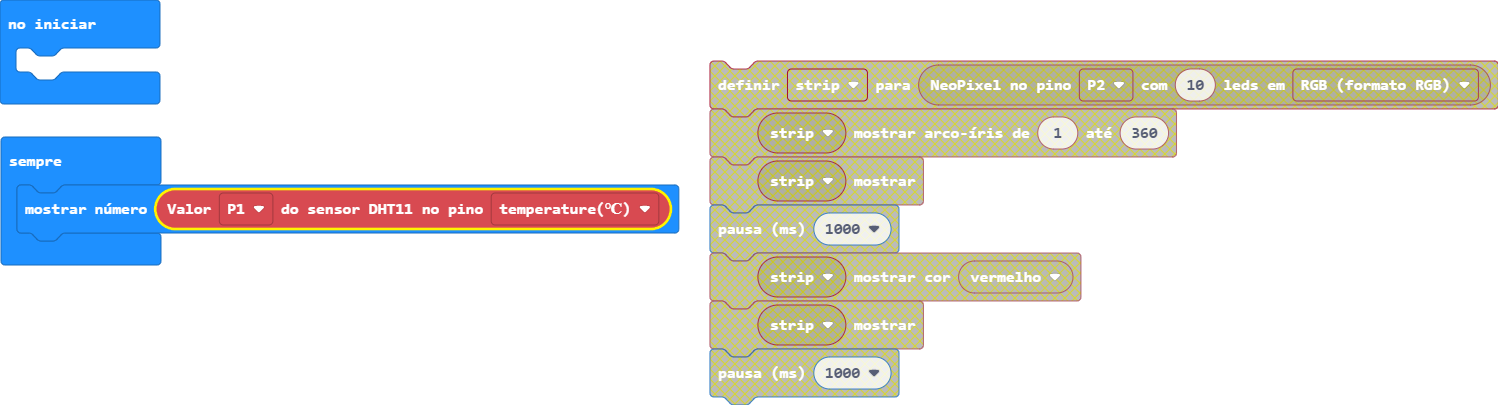 no iniciar
sempre
mostrar número Valor P1 do sensor DHT11 no pino temperature(℃)
definir strip para NeoPixel no pino P2 com 10 leds em RGB (formato RGB)
strip mostrar arco-íris de 1 até 360
strip mostrar
pausa (ms) 1000
strip mostrar cor vermelho
strip mostrar
pausa (ms) 1000